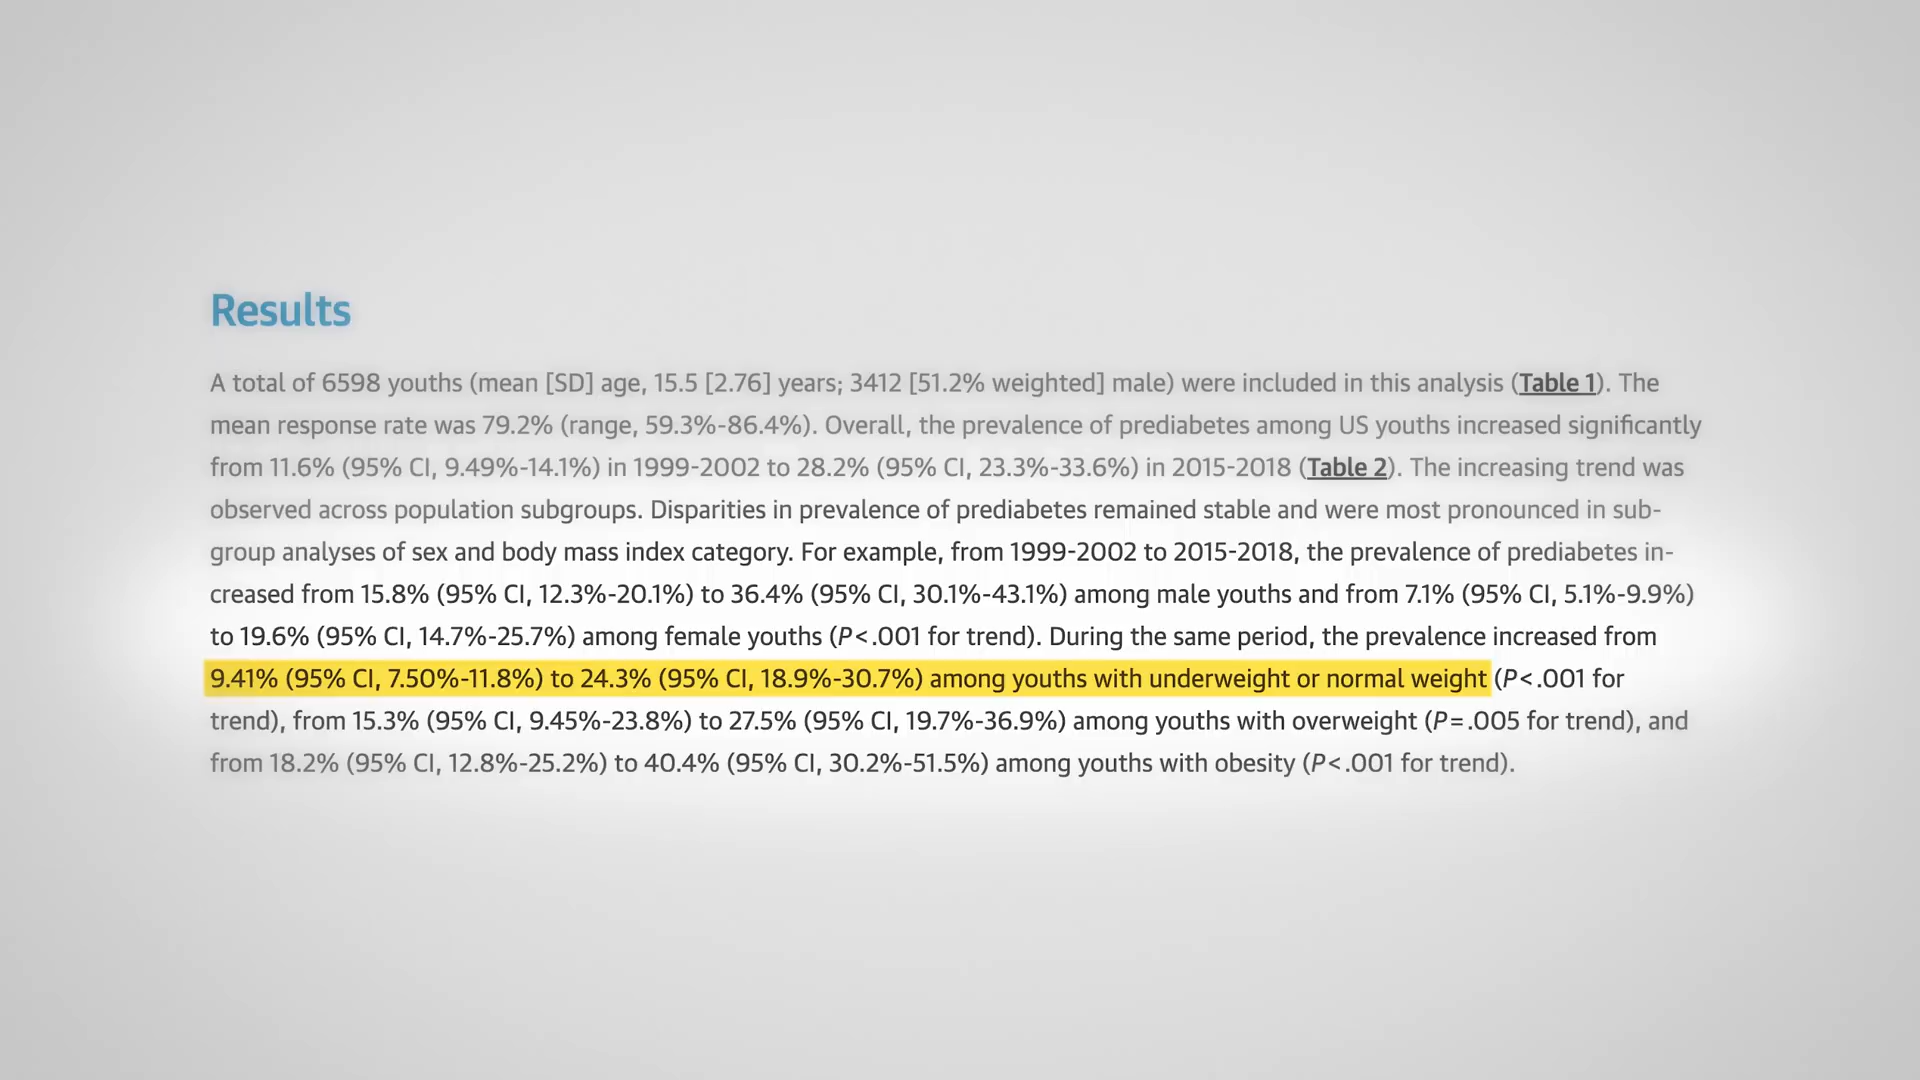 Results
A total of 6598 youths (mean [SD] age, 15.5 [2.76] years; 3412 [51.2% weighted] male) were included in this analysis (Table 1). The
mean response rate was 79.2% (range, 59.3%-86.4%). Overall, the prevalence of prediabetes among US youths increased significantly
from 11.6% (95% CI, 9.49%-14.1%) in 1999-2002 to 28.2% (95% CI, 23.3%-33.6%) in 2015-2018 (Table 2). The increasing trend was
observed across population subgroups. Disparities in prevalence of prediabetes remained stable and were most pronounced in sub-
group analyses of sex and body mass index category. For example, from 1999-2002 to 2015-2018, the prevalence of prediabetes in-
creased from 15.8% (95% CI, 12.3%-20.1%) to 36.4% (95% CI, 30.1%-43.1%) among male youths and from 7.1% (95% CI, 5.1%-9.9%)
to 19.6% (95% CI, 14.7%-25.7%) among female youths (P<.001 for trend). During the same period, the prevalence increased from
9.41% (95% CI, 7.50%-11.8%) to 24.3% (95% CI, 18.9%-30.7%) among youths with underweight or normal weight (P<.001 for
trend), from 15.3% (95% CI, 9.45%-23.8%) to 27.5% (95% CI, 19.7%-36.9%) among youths with overweight (P=.005 for trend), and
from 18.2% (95% CI, 12.8%-25.2%) to 40.4% (95% CI, 30.2%-51.5%) among youths with obesity (P<.001 for trend).